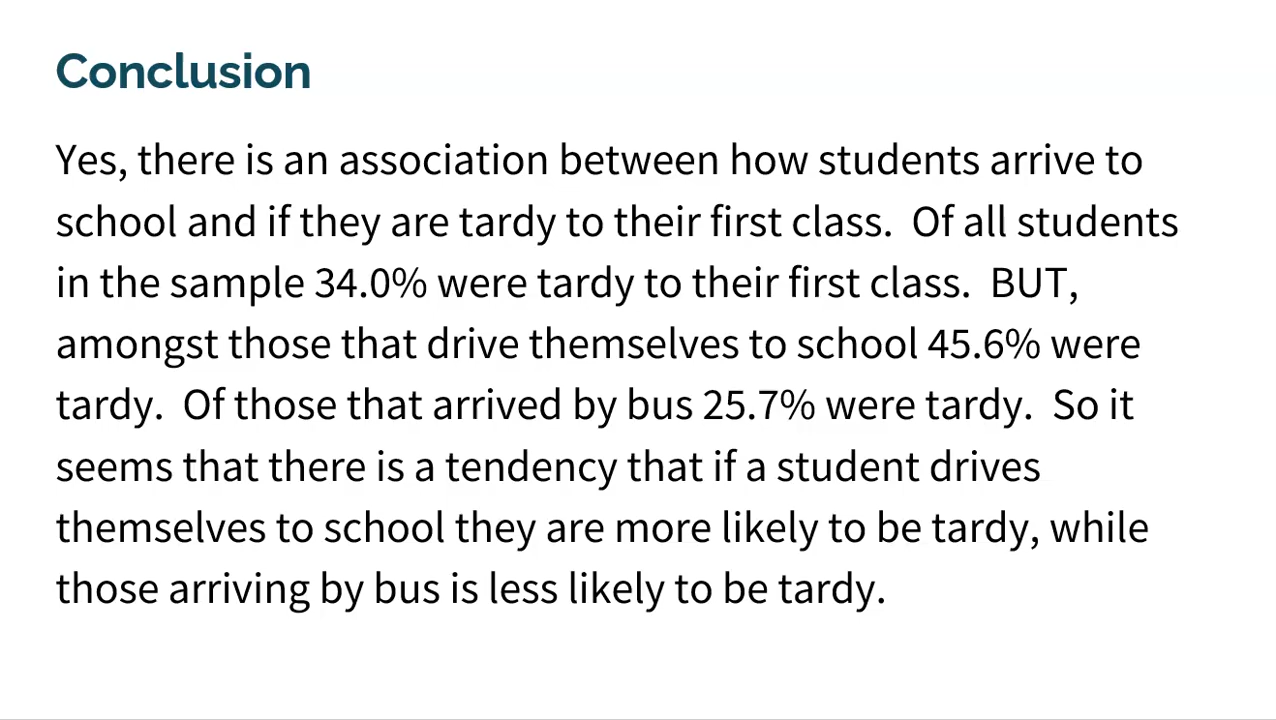 Conclusion
Yes, there is an association between how students arrive to
school and if they are tardy to their first class.  Of all students
in the sample 34.0% were tardy to their first class.  BUT,
amongst those that drive themselves to school 45.6% were
tardy.  Of those that arrived by bus 25.7% were tardy.  So it
seems that there is a tendency that if a student drives
themselves to school they are more likely to be tardy, while
those arriving by bus is less likely to be tardy.